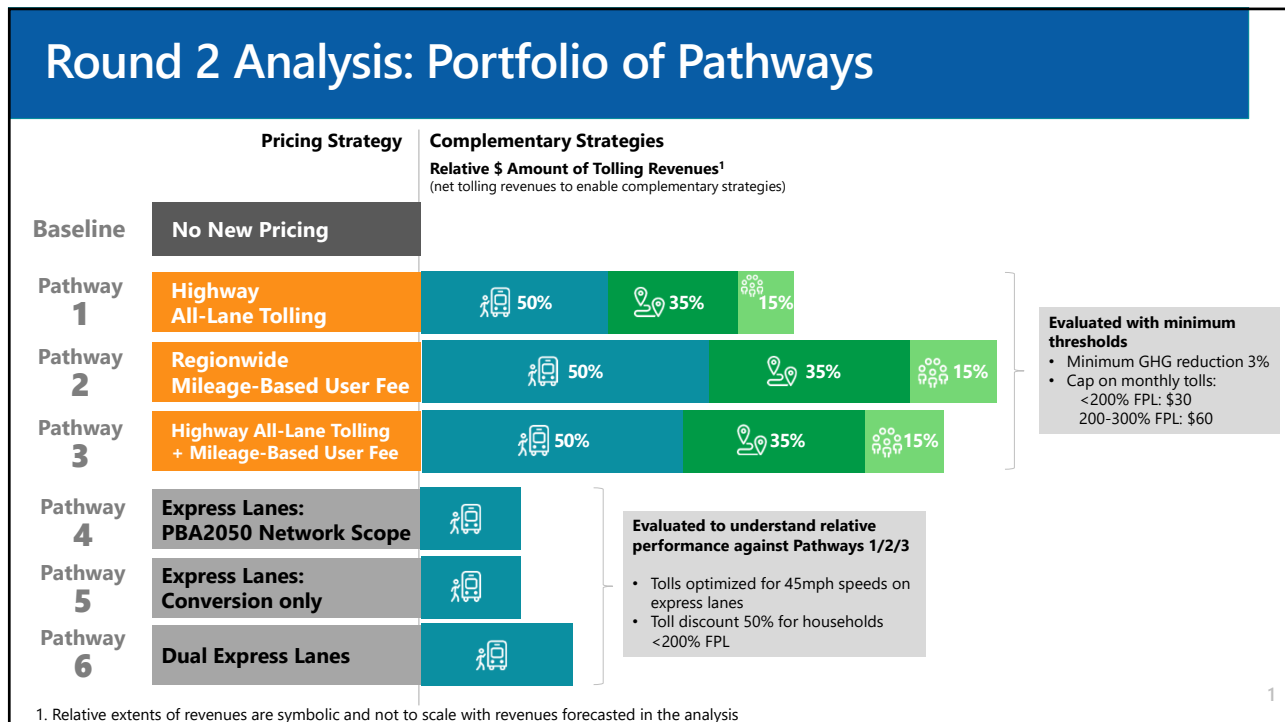 Round 2 Analysis: Portfolio of Pathways
Pricing Strategy
Complementary Strategies
Relative $ Amount of Tolling Revenues1
(net tolling revenues to enable complementary strategies)
Baseline
No New Pricing
Pathway
1
Highway
All-Lane Tolling
50%
35%
15%
Pathway
2
Regionwide
Mileage-Based User Fee
50%
35%
15%
Pathway
3
Highway All-Lane Tolling
+ Mileage-Based User Fee
50%
35%
15%
Evaluated with minimum
thresholds
• Minimum GHG reduction 3%
• Cap on monthly tolls:
<200% FPL: $30
200-300% FPL: $60
Pathway
4
Express Lanes:
PBA2050 Network Scope
Pathway
5
Express Lanes:
Conversion only
Pathway
6
Dual Express Lanes
Evaluated to understand relative
performance against Pathways 1/2/3
• Tolls optimized for 45mph speeds on
express lanes
• Toll discount 50% for households
<200% FPL
1. Relative extents of revenues are symbolic and not to scale with revenues forecasted in the analysis
1